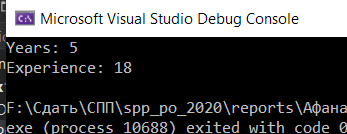 Microsoft Visual Studio Debug Console
Years: 5
Experience: 18
F:\Сдать\СПП\spp_po_2020\reports\Афана
exe (process 10688) exited with code 0